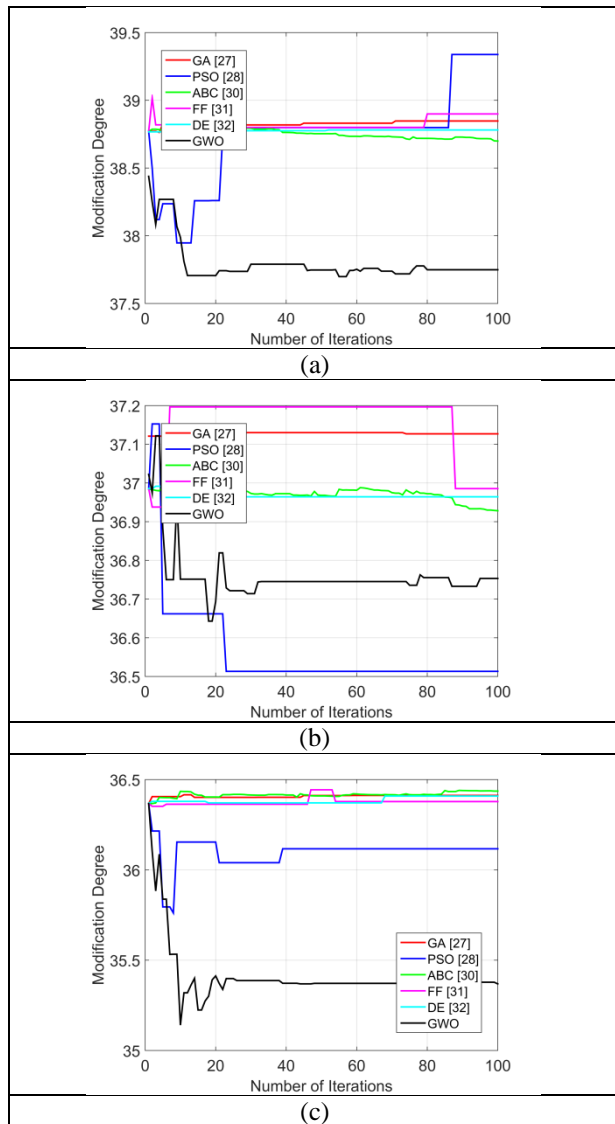 39.5
39
38.5
38
37.5
Modification Degree
GA [27]
PSO [28]
ABC [30]
FF [31]
DE [32]
GWO
0 20 40 60 80 100
Number of Iterations
(a)
37.2
37.1
37
36.9
36.8
36.7
36.6
36.5
Modification Degree
GA [27]
PSO [28]
ABC [30]
FF [31]
DE [32]
GWO
0 20 40 60 80 100
Number of Iterations
(b)
36.5
36
35.5
35
Modification Degree
GA [27]
PSO [28]
ABC [30]
FF [31]
DE [32]
GWO
0 20 40 60 80 100
Number of Iterations
(c)